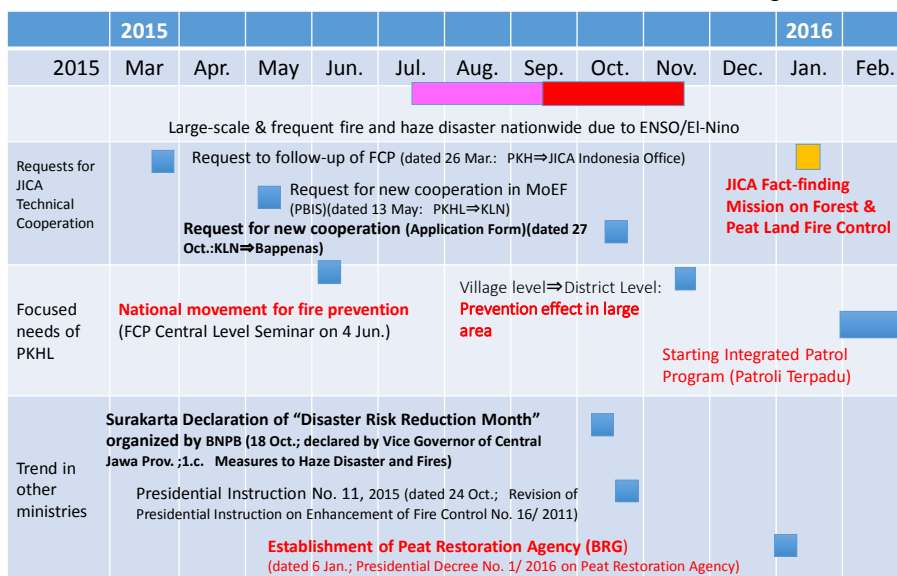 2015 2016
2015 Mar Apr. May Jun. Jul. Aug. Sep. Oct. Nov. Dec. Jan. Feb.
Large-scale & frequent fire and haze disaster nationwide due to ENSO/El-Nino
Requests for
JICA
Technical
Cooperation
Request to follow-up of FCP (dated 26 Mar.: PKH⇒JICA Indonesia Office)
Request for new cooperation in MoEF
(PBIS)(dated 13 May: PKHL⇒KLN)
Request for new cooperation (Application Form)(dated 27
Oct.:KLN⇒Bappenas)
JICA Fact-finding
Mission on Forest &
Peat Land Fire Control
Focused
needs of
PKHL
National movement for fire prevention
(FCP Central Level Seminar on 4 Jun.)
Village level⇒District Level:
Prevention effect in large
area
Starting Integrated Patrol
Program (Patroli Terpadu)
Trend in
other
ministries
Surakarta Declaration of “Disaster Risk Reduction Month”
organized by BNPB (18 Oct.; declared by Vice Governor of Central
Jawa Prov. ;1.c. Measures to Haze Disaster and Fires)
Presidential Instruction No. 11, 2015 (dated 24 Oct.; Revision of
Presidential Instruction on Enhancement of Fire Control No. 16/ 2011)
Establishment of Peat Restoration Agency (BRG)
(dated 6 Jan.; Presidential Decree No. 1/ 2016 on Peat Restoration Agency)